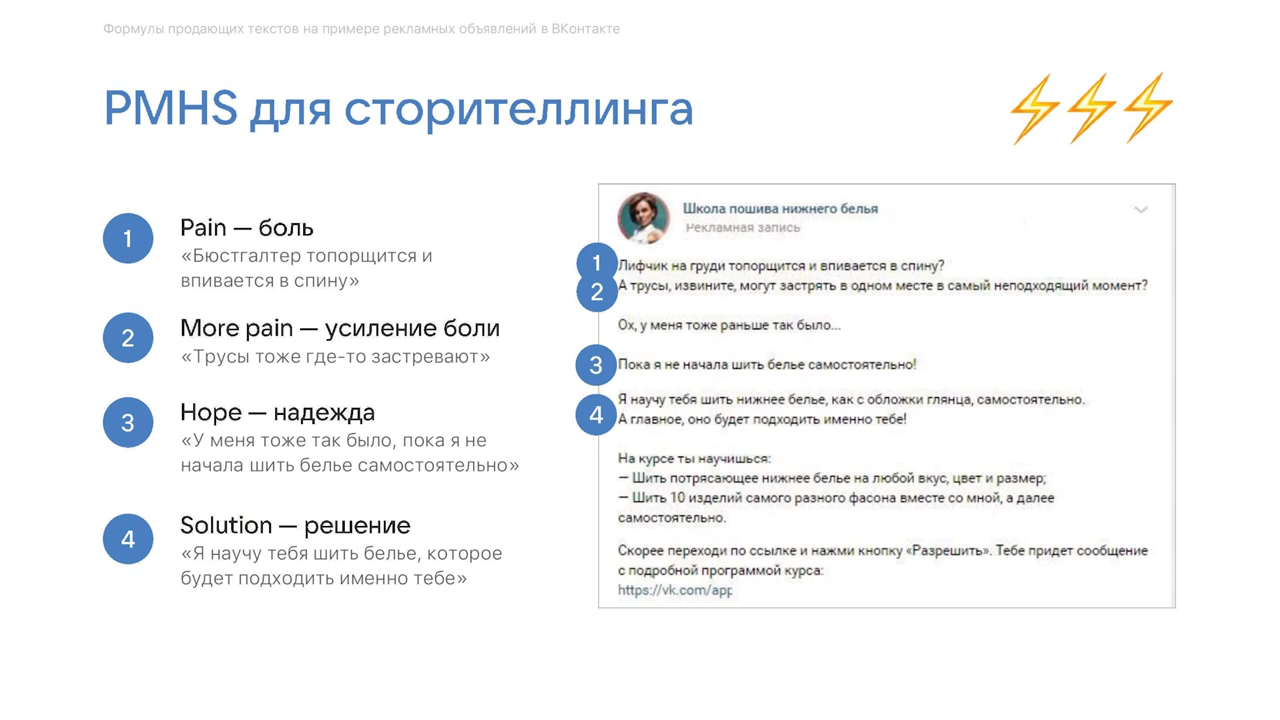 Формулы продающих текстов на примере рекламных объявлений в ВКонтакте
PMHS для сторителлинга
1
Pain — боль
«Бюстгалтер топорщится и
впивается в спину»
2
More pain — усиление боли
«Трусы тоже где-то застревают»
3
Hope — надежда
«У меня тоже так было, пока я не
начала шить белье самостоятельно»
4
Solution — решение
«Я научу тебя шить белье, которое
будет подходить именно тебе»
Школа пошива нижнего белья
Рекламная запись
1 Лифчик на груди топорщится и впивается в спину?
2 А трусы, извините, могут застрять в одном месте в самый неподходящий момент?
Ох, у меня тоже раньше так было...
3 Пока я не начала шить белье самостоятельно!
4 Я научу тебя шить нижнее белье, как с обложки глянца, самостоятельно.
А главное, оно будет подходить именно тебе!
На курсе ты научишься:
— Шить потрясающее нижнее белье на любой вкус, цвет и размер;
— Шить 10 изделий самого разного фасона вместе со мной, а далее
самостоятельно.
Скорее переходи по ссылке и нажми кнопку «Разрешить». Тебе придет сообщение
с подробной программой курса:
https://vk.com/app